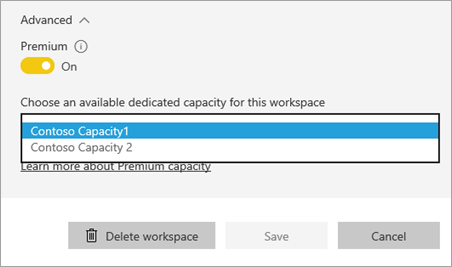 Advanced
Premium
On
Choose an available dedicated capacity for this workspace
Contoso Capacity1
Contoso Capacity 2
Learn more about Premium capacity
Delete workspace Save Cancel